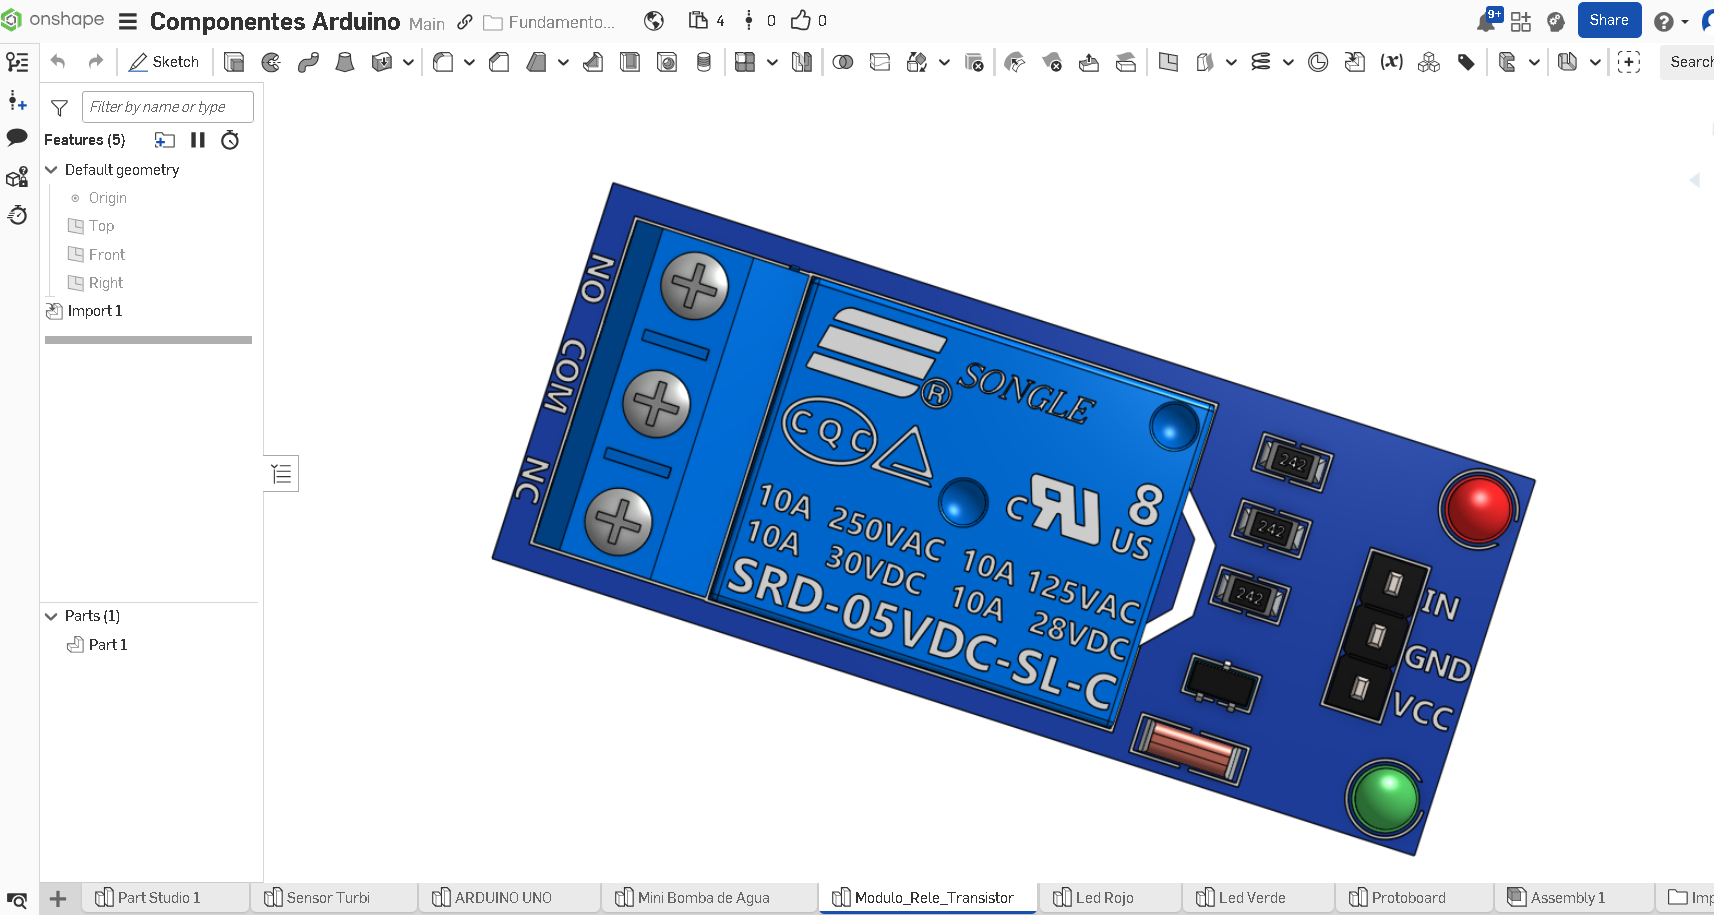 onshape
Componentes Arduino Main Fundamento... 4 0 0 9+ Share
Sketch (x) Search
Filter by name or type
Features (5)
Default geometry
Origin
Top
Front
Right
Import 1
Parts (1)
Part 1
NO
COM
NC
® SONGLE
CQC
C US 8
10A 250VAC 10A 125VAC
10A 30VDC 10A 28VDC
SRD-05VDC-SL-C
242
242
242
IN
GND
VCC
Part Studio 1 Sensor Turbi ARDUINO UNO Mini Bomba de Agua Modulo_Rele_Transistor Led Rojo Led Verde Protoboard Assembly 1 Imp